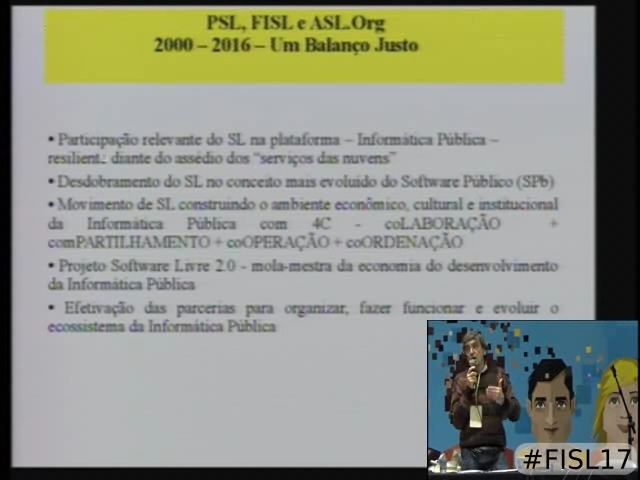 PSL, FISL e ASL.Org
2000 – 2016 – Um Balanço Justo
• Participação relevante do SL na plataforma – Informática Pública –
resiliente diante do assédio dos “serviços das nuvens”
• Desdobramento do SL no conceito mais evoluído do Software Público (SPb)
• Movimento de SL construindo o ambiente econômico, cultural e institucional
da Informática Pública com 4C - coLABORAÇÃO +
comPARTILHAMENTO + coOPERAÇÃO + coORDENAÇÃO
• Projeto Software Livre 2.0 - mola-mestra da economia do desenvolvimento
da Informática Pública
• Efetivação das parcerias para organizar, fazer funcionar e evoluir o
ecossistema da Informática Pública
#FISL17